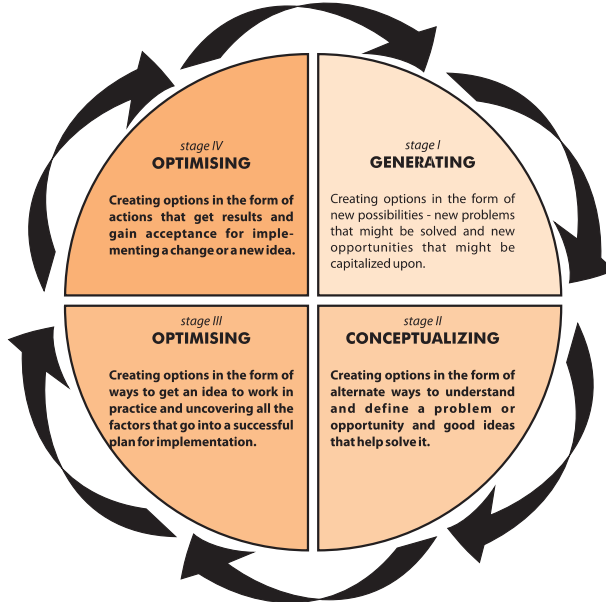 stage IV
OPTIMISING
Creating options in the form of
actions that get results and
gain acceptance for imple-
menting a change or a new idea.
stage I
GENERATING
Creating options in the form of
new possibilities - new problems
that might be solved and new
opportunities that might be
capitalized upon.
stage III
OPTIMISING
Creating options in the form of
ways to get an idea to work in
practice and uncovering all the
factors that go into a successful
plan for implementation.
stage II
CONCEPTUALIZING
Creating options in the form of
alternate ways to understand
and define a problem or
opportunity and good ideas
that help solve it.